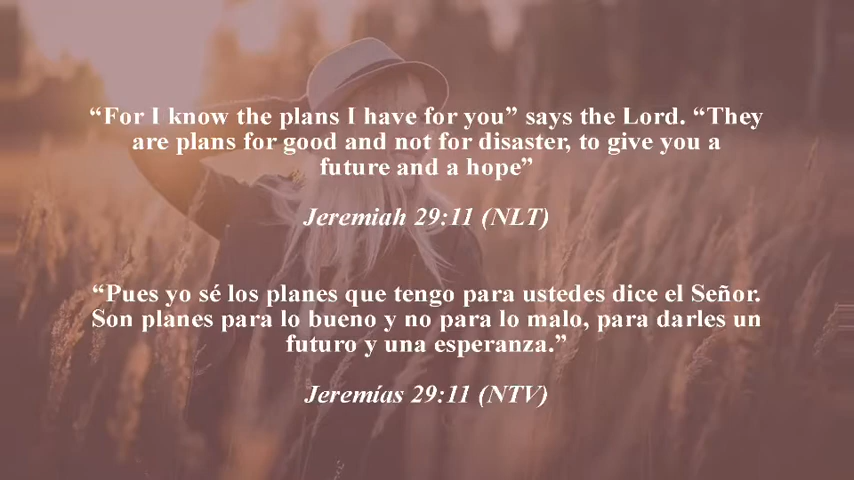 “For I know the plans I have for you” says the Lord. “They
are plans for good and not for disaster, to give you a
future and a hope”
Jeremiah 29:11 (NLT)
“Pues yo sé los planes que tengo para ustedes dice el Señor.
Son planes para lo bueno y no para lo malo, para darles un
futuro y una esperanza.”
Jeremías 29:11 (NTV)